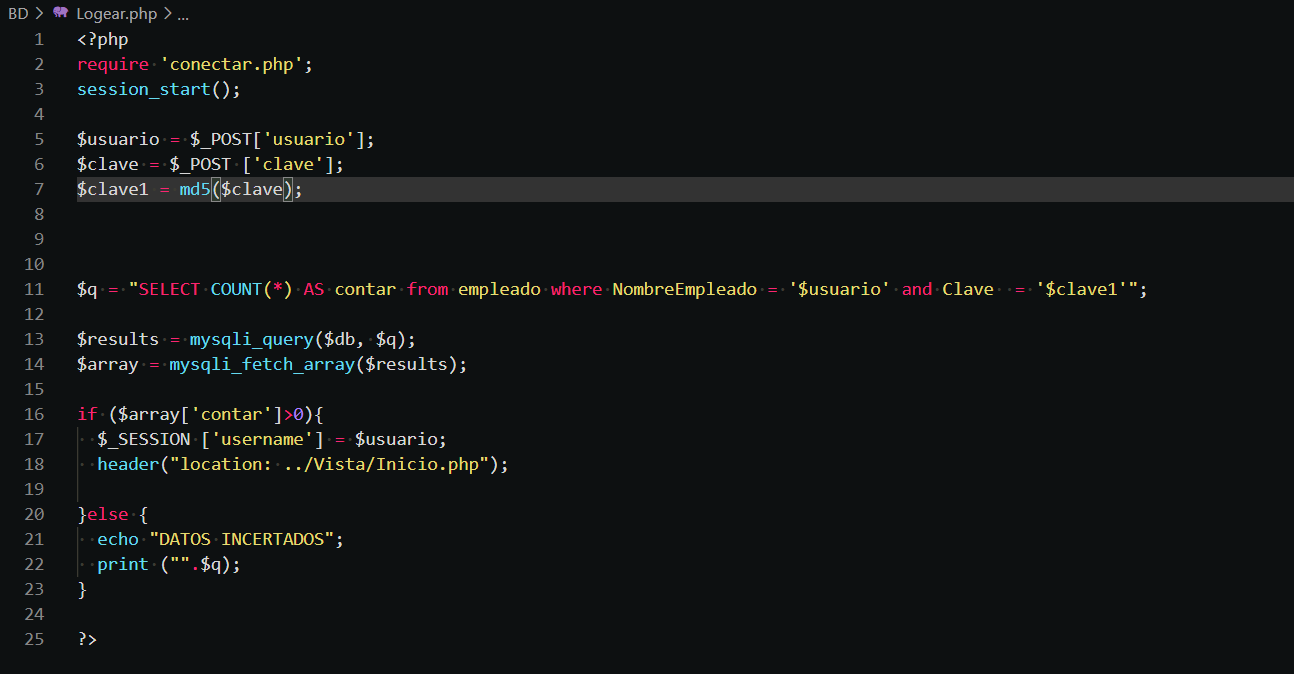 BD > Logear.php > ...
1 <?php
2 require 'conectar.php';
3 session_start();
4
5 $usuario = $_POST['usuario'];
6 $clave = $_POST ['clave'];
7 $clave1 = md5($clave);
8
9
10
11 $q = "SELECT COUNT(*) AS contar from empleado where NombreEmpleado = '$usuario' and Clave  = '$clave1'";
12
13 $results = mysqli_query($db, $q);
14 $array = mysqli_fetch_array($results);
15
16 if ($array['contar']>0){
17   $_SESSION ['username'] = $usuario;
18   header("location: ../Vista/Inicio.php");
19
20 }else {
21   echo "DATOS INCERTADOS";
22   print ("".$q);
23 }
24
25 ?>